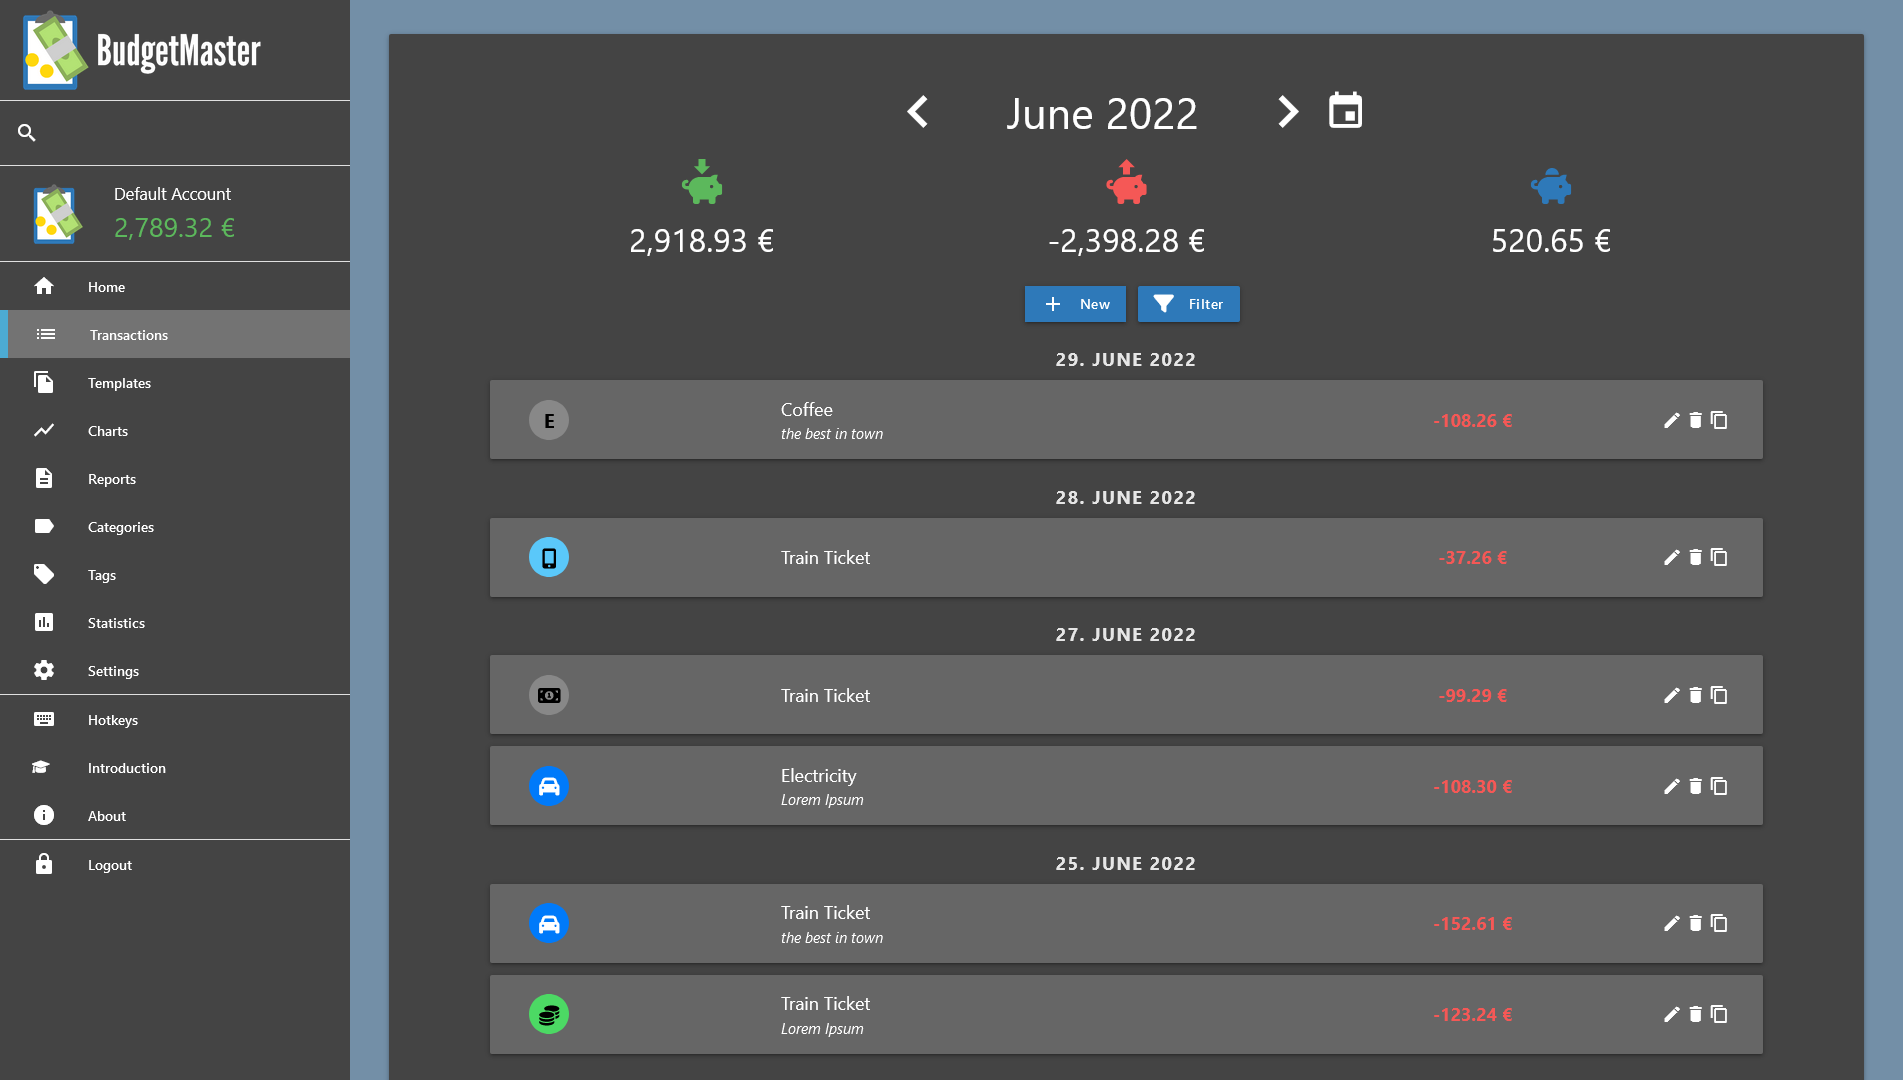 BudgetMaster
Default Account
2,789.32 €
Home
Transactions
Templates
Charts
Reports
Categories
Tags
Statistics
Settings
Hotkeys
Introduction
About
Logout
June 2022
2,918.93 €
-2,398.28 €
520.65 €
New
Filter
29. JUNE 2022
E
Coffee
the best in town
-108.26 €
28. JUNE 2022
Train Ticket
-37.26 €
27. JUNE 2022
Train Ticket
-99.29 €
Electricity
Lorem Ipsum
-108.30 €
25. JUNE 2022
Train Ticket
the best in town
-152.61 €
Train Ticket
Lorem Ipsum
-123.24 €